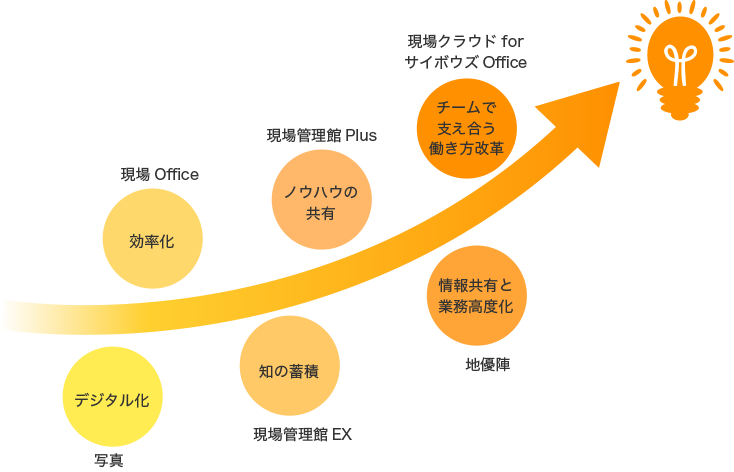 現場クラウド for
サイボウズ Office
チームで
支え合う
働き方改革
現場管理館 Plus
ノウハウの
共有
現場 Office
効率化
情報共有と
業務高度化
地優陣
知の蓄積
現場管理館 EX
デジタル化
写真